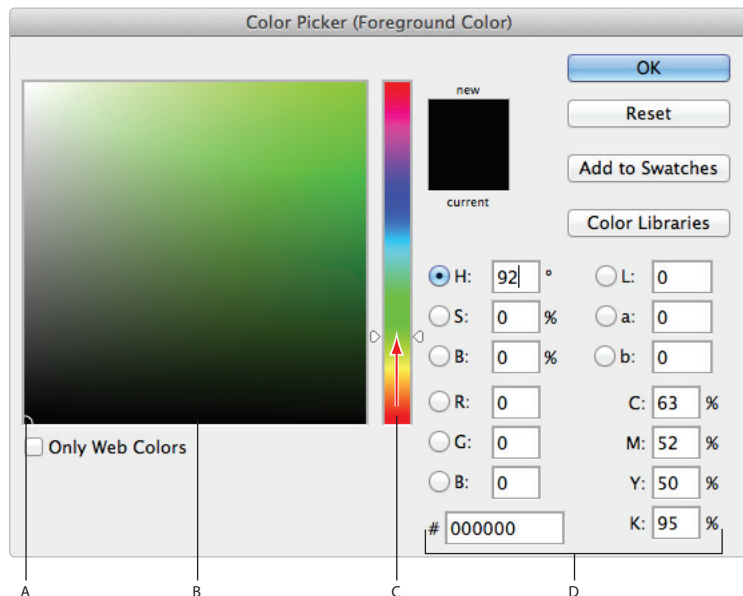 Color Picker (Foreground Color)
new
current
OK
Reset
Add to Swatches
Color Libraries
H: 92 °
L: 0
S: 0 %
a: 0
B: 0 %
b: 0
R: 0
C: 63 %
G: 0
M: 52 %
B: 0
Y: 50 %
# 000000
K: 95 %
Only Web Colors
A B C D